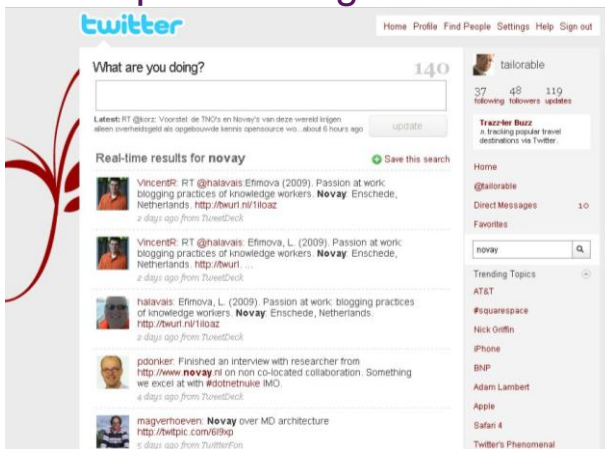 twitter
Home Profile Find People Settings Help Sign out
What are you doing?
140
Latest: RT @korz: Voorstel: de TNO's en Novay's van deze wereld krijgen
alleen overheidsgeld als opgebouwde kennis opensource wo...about 6 hours ago
update
Real-time results for novay
Save this search
VincentR: RT @halavais:Efimova (2009). Passion at work:
blogging practices of knowledge workers. Novay: Enschede,
Netherlands. http://twurl.nl/1iloaz
2 days ago from TweetDeck
VincentR: RT @halavais: Efimova, L. (2009). Passion at work:
blogging practices of knowledge workers. Novay: Enschede,
Netherlands. http://twurl. ...
2 days ago from TweetDeck
halavais: Efimova, L. (2009). Passion at work: blogging practices
of knowledge workers. Novay: Enschede, Netherlands.
http://twurl.nl/1iloaz
2 days ago from TweetDeck
pdonker: Finished an interview with researcher from
http://www.novay.nl on non co-located collaboration. Something
we excel at with #dotnetnuke IMO.
4 days ago from TweetDeck
magverhoeven: Novay over MD architecture
http://twitpic.com/6l9xp
5 days ago from TwitterFon
tailorable
37 48 119
following followers updates
Trazzler Buzz
tracking popular travel
destinations via Twitter.
Home
@tailorable
Direct Messages 10
Favorites
novay
Trending Topics
AT&T
#squarespace
Nick Griffin
iPhone
BNP
Adam Lambert
Apple
Safari 4
Twitter's Phenomenal